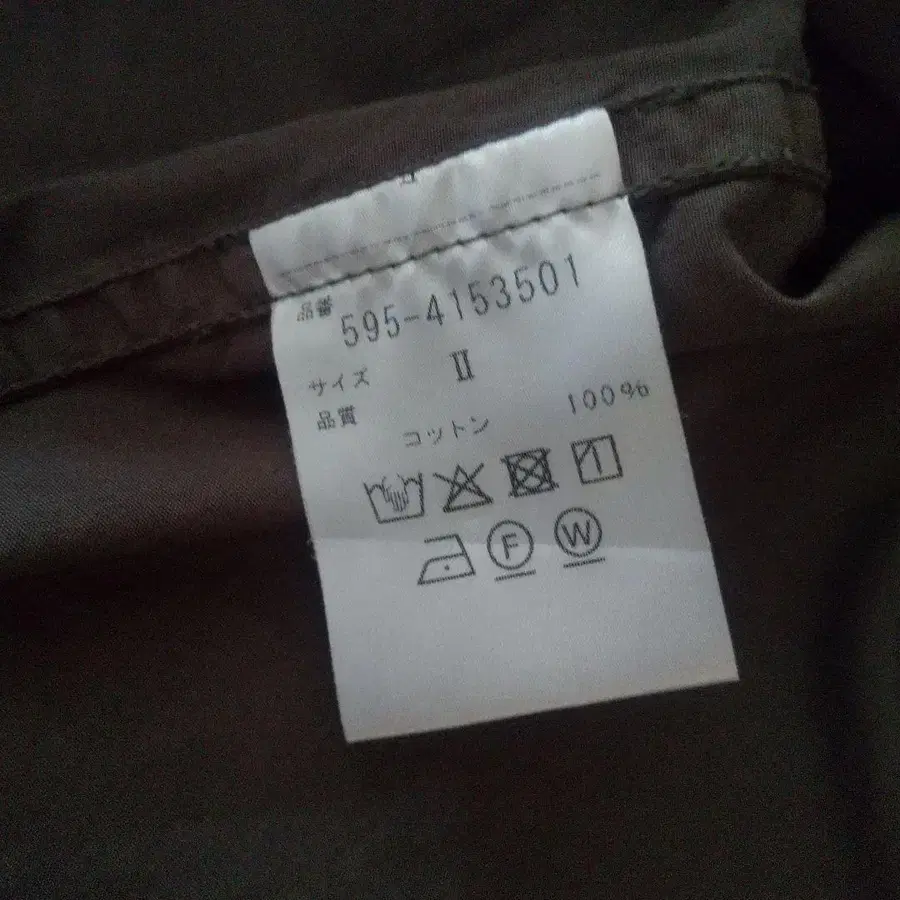 品番
595-4153501
サイズ II
品質
コットン 100%
F W